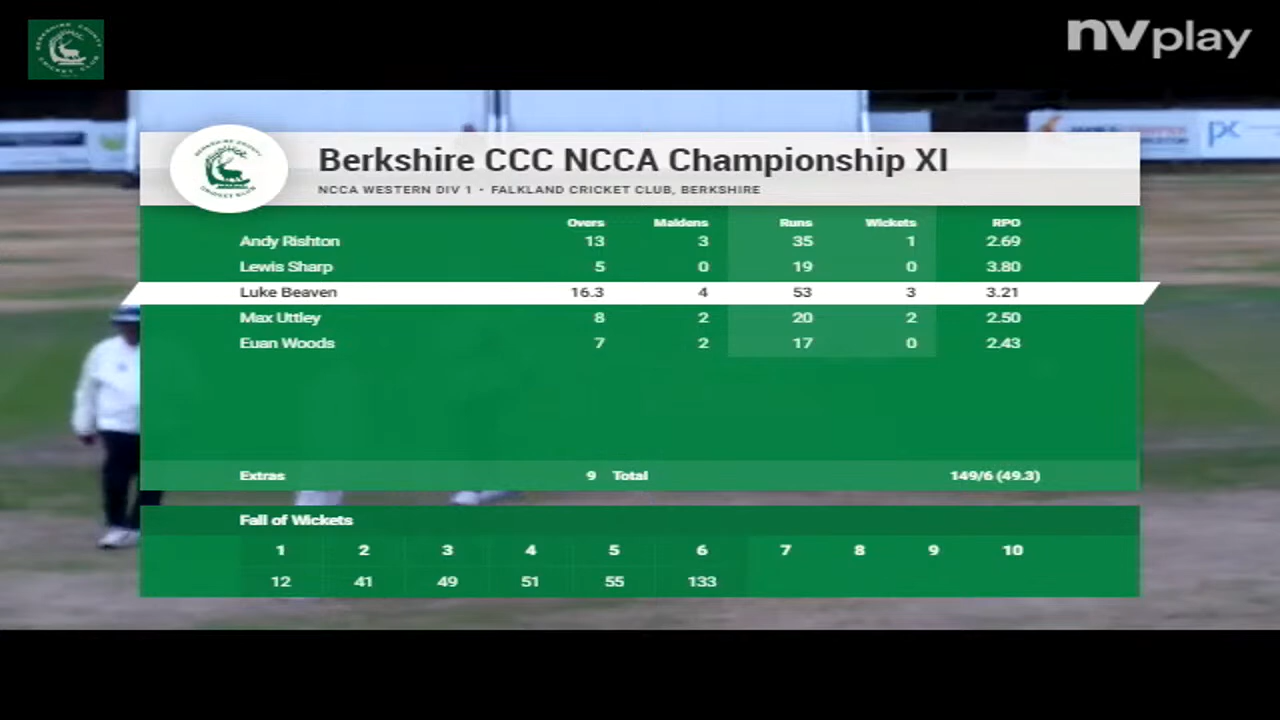 nvplay
BERKSHIRE COUNTY
CRICKET CLUB
Berkshire CCC NCCA Championship XI
NCCA WESTERN DIV 1 • FALKLAND CRICKET CLUB, BERKSHIRE
Overs Maidens Runs Wickets RPO
Andy Rishton 13 3 35 1 2.69
Lewis Sharp 5 0 19 0 3.80
Luke Beaven 16.3 4 53 3 3.21
Max Uttley 8 2 20 2 2.50
Euan Woods 7 2 17 0 2.43
Extras 9 Total 149/6 (49.3)
Fall of Wickets
1 2 3 4 5 6 7 8 9 10
12 41 49 51 55 133